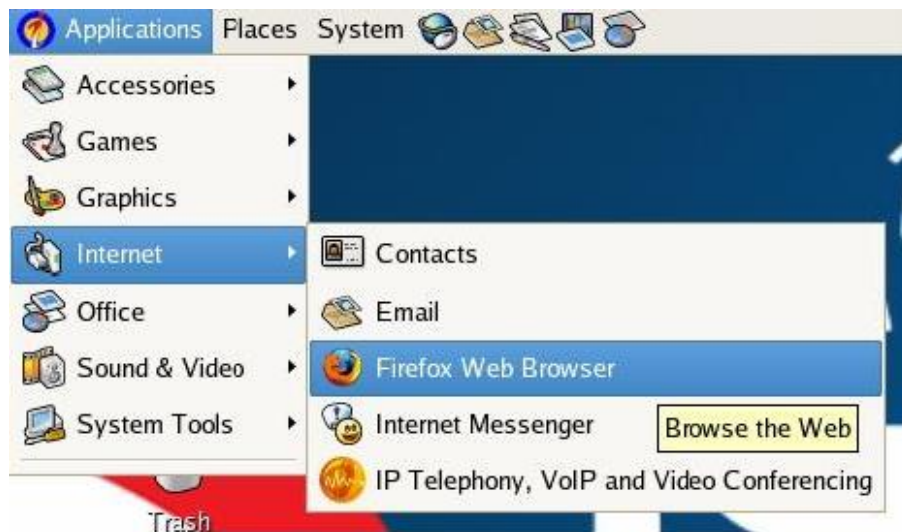 Applications Places System
Accessories
Games
Graphics
Internet
Office
Sound & Video
System Tools
Contacts
Email
Firefox Web Browser
Internet Messenger
Browse the Web
IP Telephony, VoIP and Video Conferencing
Trash